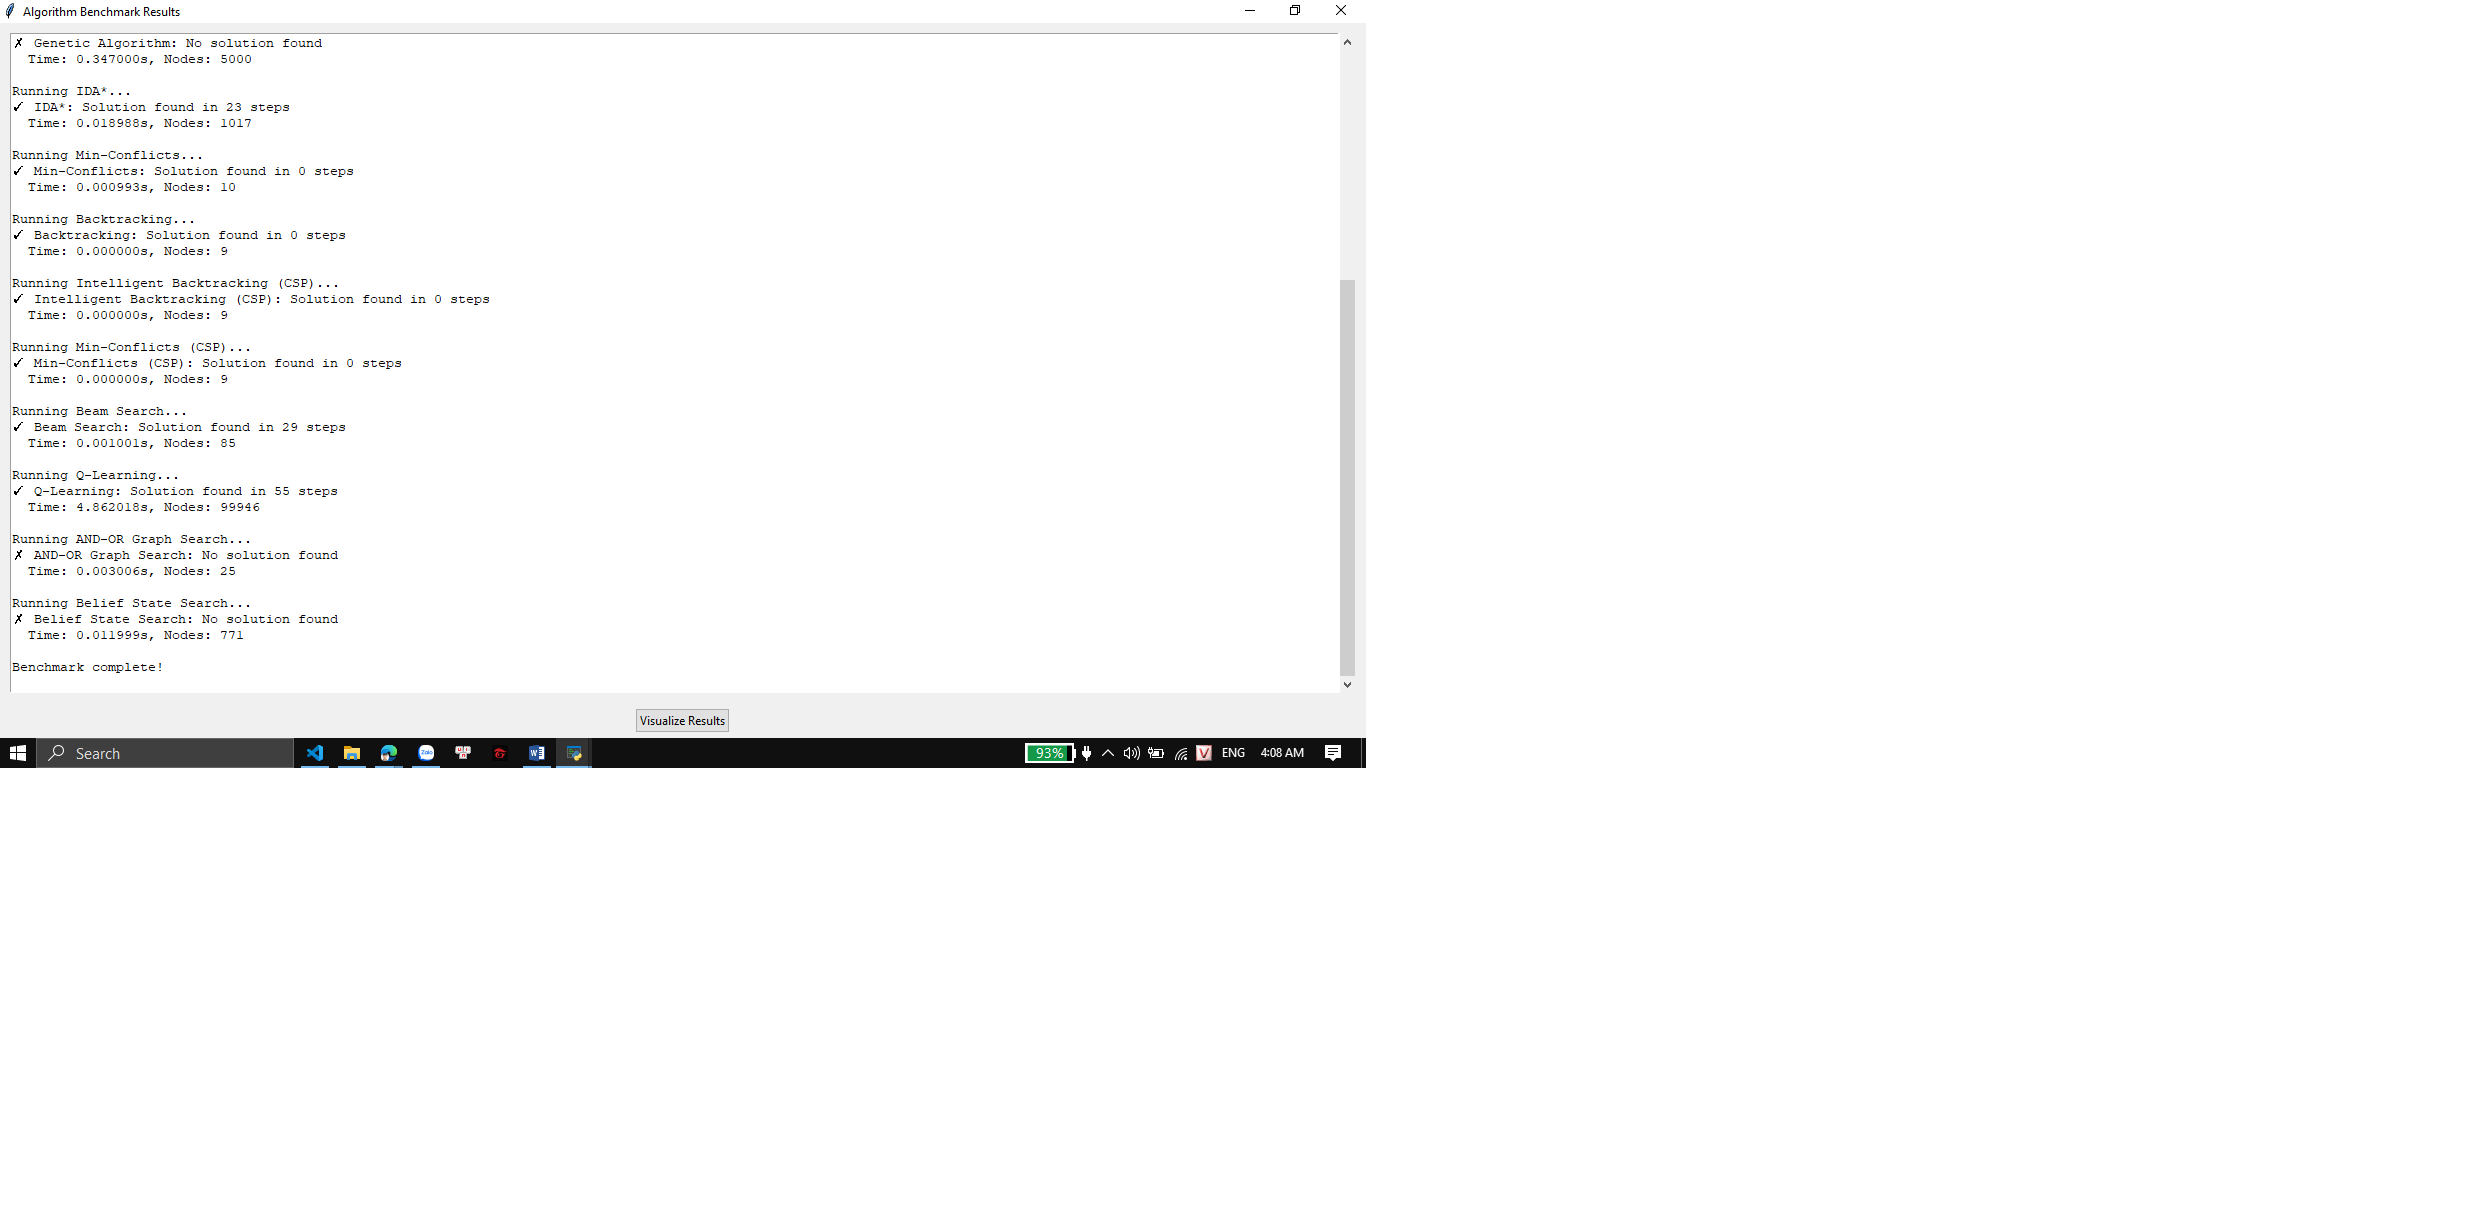 Algorithm Benchmark Results
✗ Genetic Algorithm: No solution found
Time: 0.347000s, Nodes: 5000
Running IDA*...
✓ IDA*: Solution found in 23 steps
Time: 0.018988s, Nodes: 1017
Running Min-Conflicts...
✓ Min-Conflicts: Solution found in 0 steps
Time: 0.000993s, Nodes: 10
Running Backtracking...
✓ Backtracking: Solution found in 0 steps
Time: 0.000000s, Nodes: 9
Running Intelligent Backtracking (CSP)...
✓ Intelligent Backtracking (CSP): Solution found in 0 steps
Time: 0.000000s, Nodes: 9
Running Min-Conflicts (CSP)...
✓ Min-Conflicts (CSP): Solution found in 0 steps
Time: 0.000000s, Nodes: 9
Running Beam Search...
✓ Beam Search: Solution found in 29 steps
Time: 0.001001s, Nodes: 85
Running Q-Learning...
✓ Q-Learning: Solution found in 55 steps
Time: 4.862018s, Nodes: 99946
Running AND-OR Graph Search...
✗ AND-OR Graph Search: No solution found
Time: 0.003006s, Nodes: 25
Running Belief State Search...
✗ Belief State Search: No solution found
Time: 0.011999s, Nodes: 771
Benchmark complete!
Visualize Results
Search
Zalo
93%
V
ENG
4:08 AM